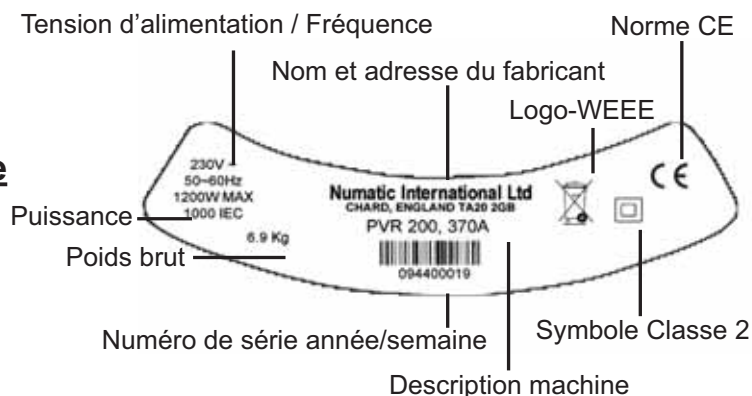 Tension d'alimentation / Fréquence
Norme CE
Nom et adresse du fabricant
Logo-WEEE
e
230V ~
50~60Hz
1200W MAX
1000 IEC
6.9 Kg
Numatic International Ltd
CHARD, ENGLAND TA20 2GB
PVR 200, 370A
094400019
CE
Puissance
Poids brut
Numéro de série année/semaine
Symbole Classe 2
Description machine